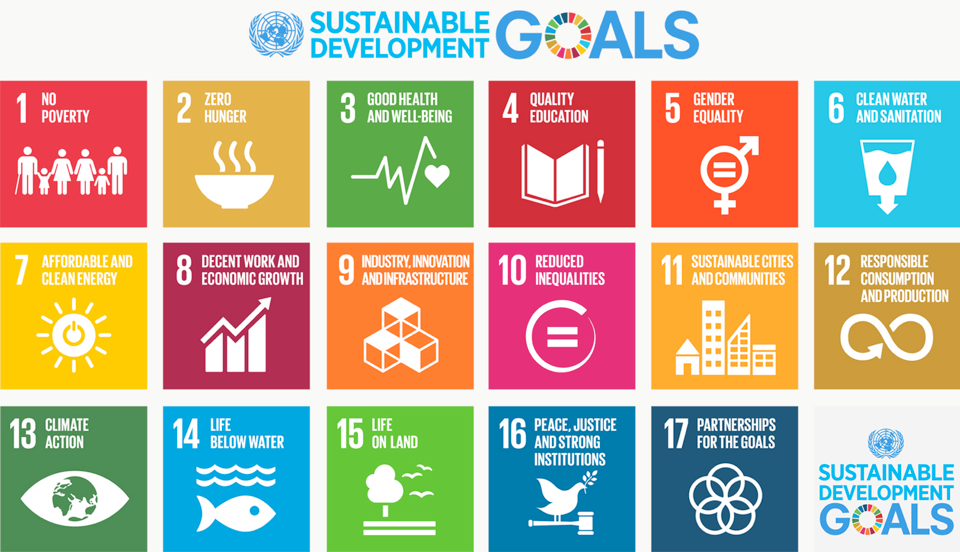 SUSTAINABLE
DEVELOPMENT
GOALS
1 NO
POVERTY
2 ZERO
HUNGER
3 GOOD HEALTH
AND WELL-BEING
4 QUALITY
EDUCATION
5 GENDER
EQUALITY
6 CLEAN WATER
AND SANITATION
7 AFFORDABLE AND
CLEAN ENERGY
8 DECENT WORK AND
ECONOMIC GROWTH
9 INDUSTRY, INNOVATION
AND INFRASTRUCTURE
10 REDUCED
INEQUALITIES
11 SUSTAINABLE CITIES
AND COMMUNITIES
12 RESPONSIBLE
CONSUMPTION
AND PRODUCTION
13 CLIMATE
ACTION
14 LIFE
BELOW WATER
15 LIFE
ON LAND
16 PEACE, JUSTICE
AND STRONG
INSTITUTIONS
17 PARTNERSHIPS
FOR THE GOALS
SUSTAINABLE
DEVELOPMENT
GOALS